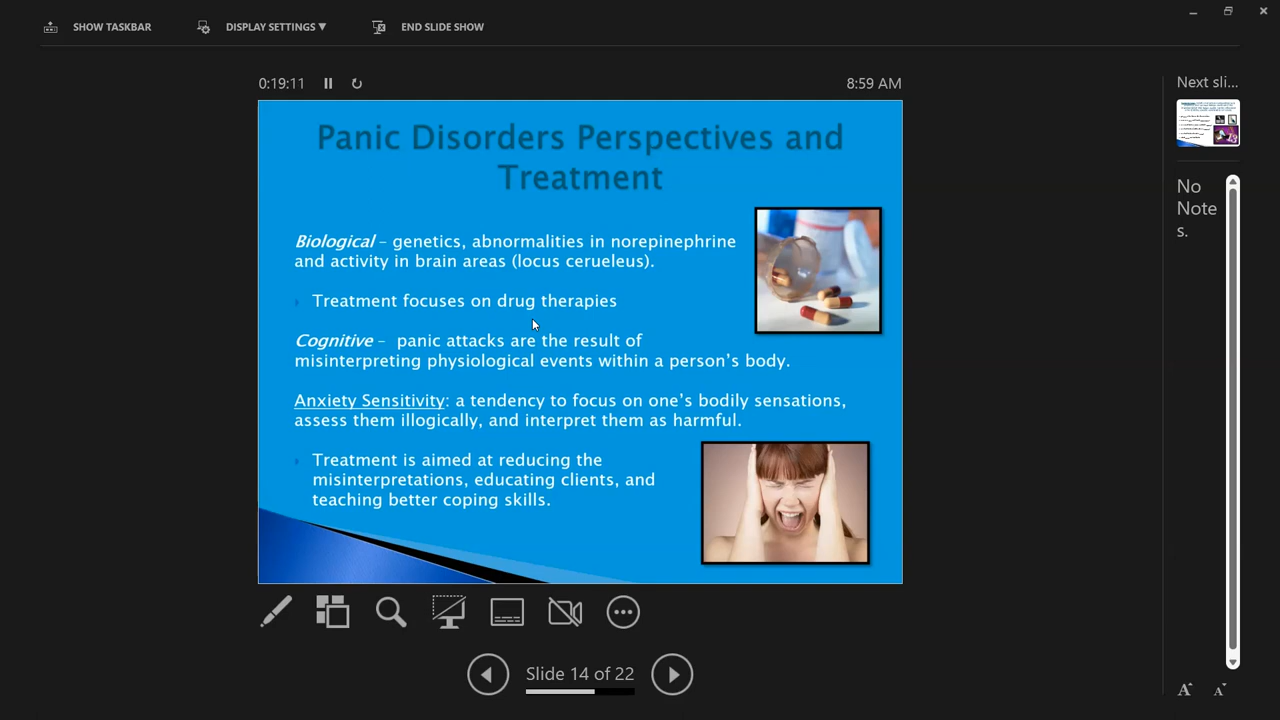 SHOW TASKBAR
DISPLAY SETTINGS ▼
END SLIDE SHOW
0:19:11
8:59 AM
Next sli...
Panic Disorders Perspectives and
Treatment
Biological – genetics, abnormalities in norepinephrine
and activity in brain areas (locus cerueleus).
Treatment focuses on drug therapies
Cognitive – panic attacks are the result of
misinterpreting physiological events within a person's body.
Anxiety Sensitivity: a tendency to focus on one's bodily sensations,
assess them illogically, and interpret them as harmful.
Treatment is aimed at reducing the
misinterpretations, educating clients, and
teaching better coping skills.
No
Note
s.
Slide 14 of 22
A A